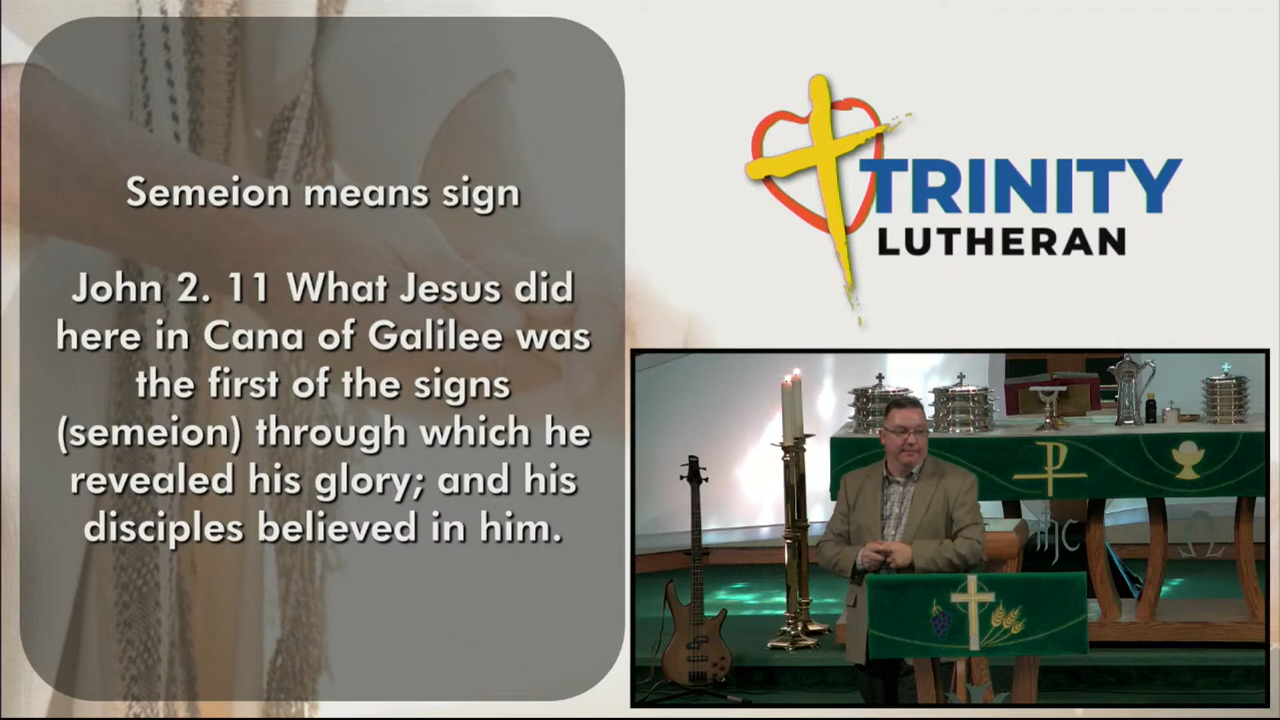 Semeion means sign
John 2. 11 What Jesus did
here in Cana of Galilee was
the first of the signs
(semeion) through which he
revealed his glory; and his
disciples believed in him.
TRINITY
LUTHERAN
IHC